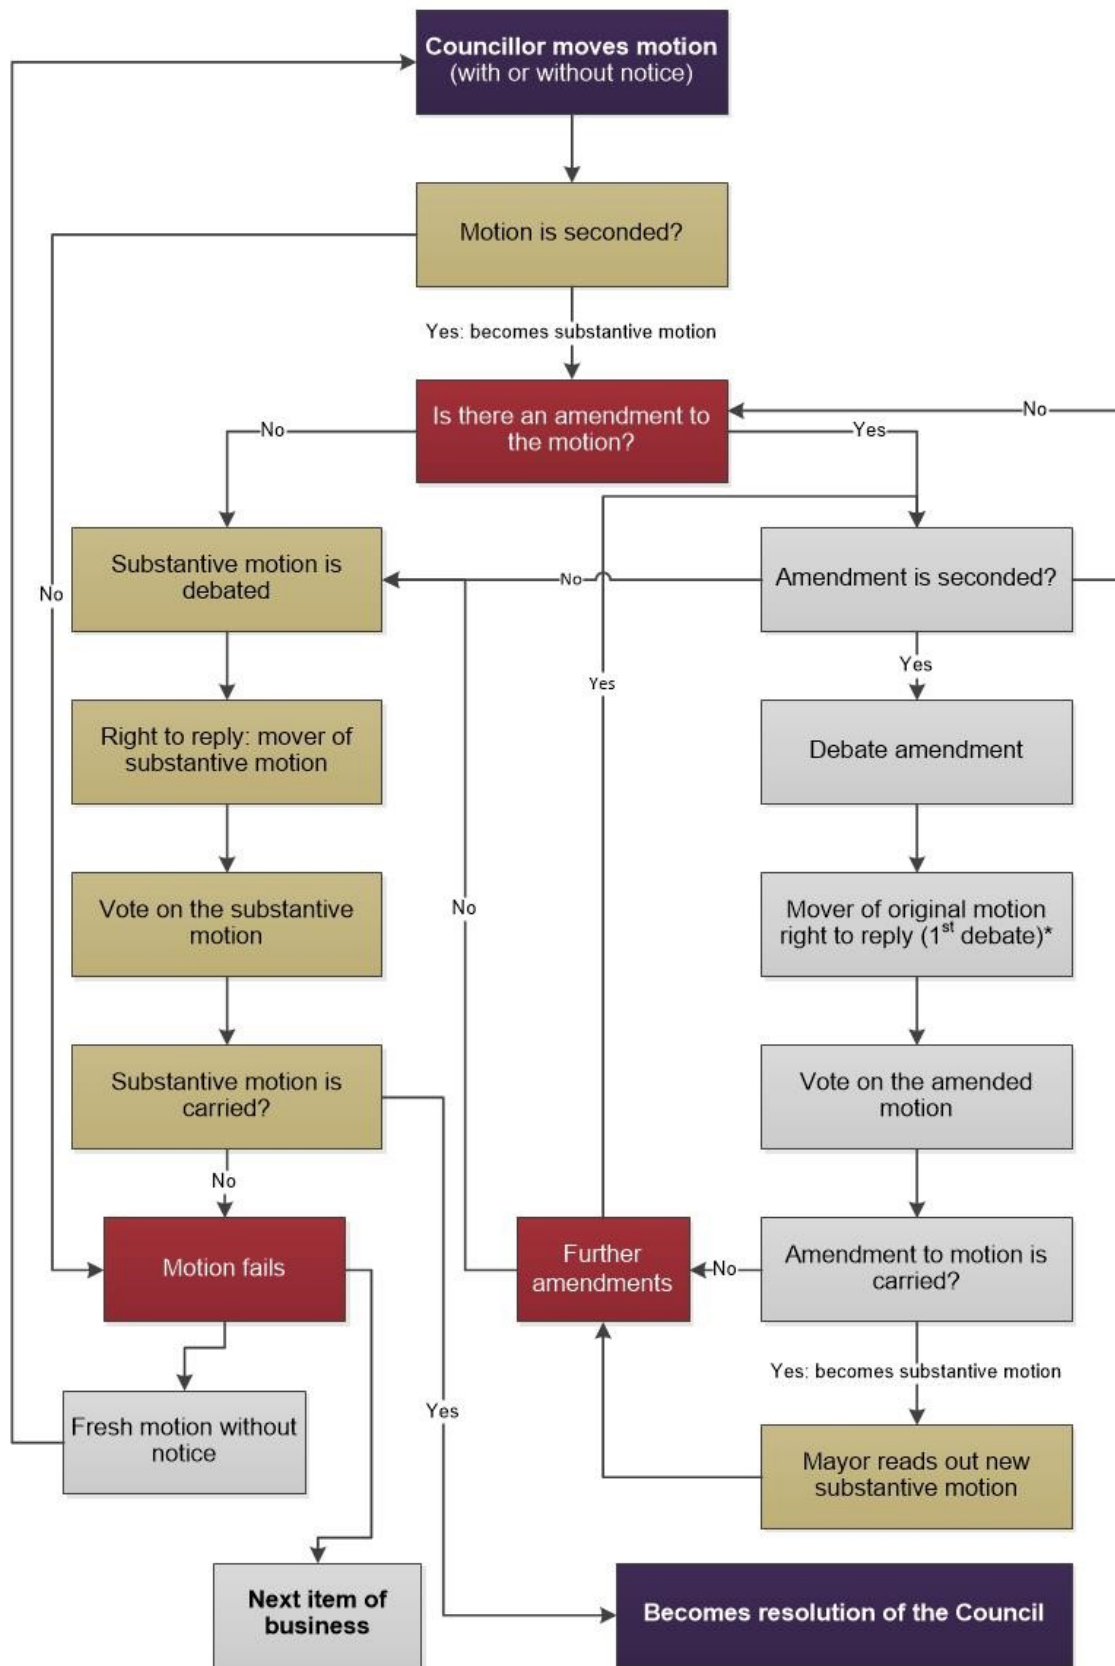 Councillor moves motion
(with or without notice)
Motion is seconded?
Yes: becomes substantive motion
Is there an amendment to
the motion?
No
No
Yes
Substantive motion is
debated
No
Amendment is seconded?
No
Yes
Yes
Right to reply: mover of
substantive motion
Debate amendment
Vote on the substantive
motion
No
Mover of original motion
right to reply (1st debate)*
Substantive motion is
carried?
Vote on the amended
motion
No
Motion fails
Further
amendments
No
Amendment to motion is
carried?
Yes: becomes substantive motion
Fresh motion without
notice
Yes
Mayor reads out new
substantive motion
Next item of
business
Becomes resolution of the Council